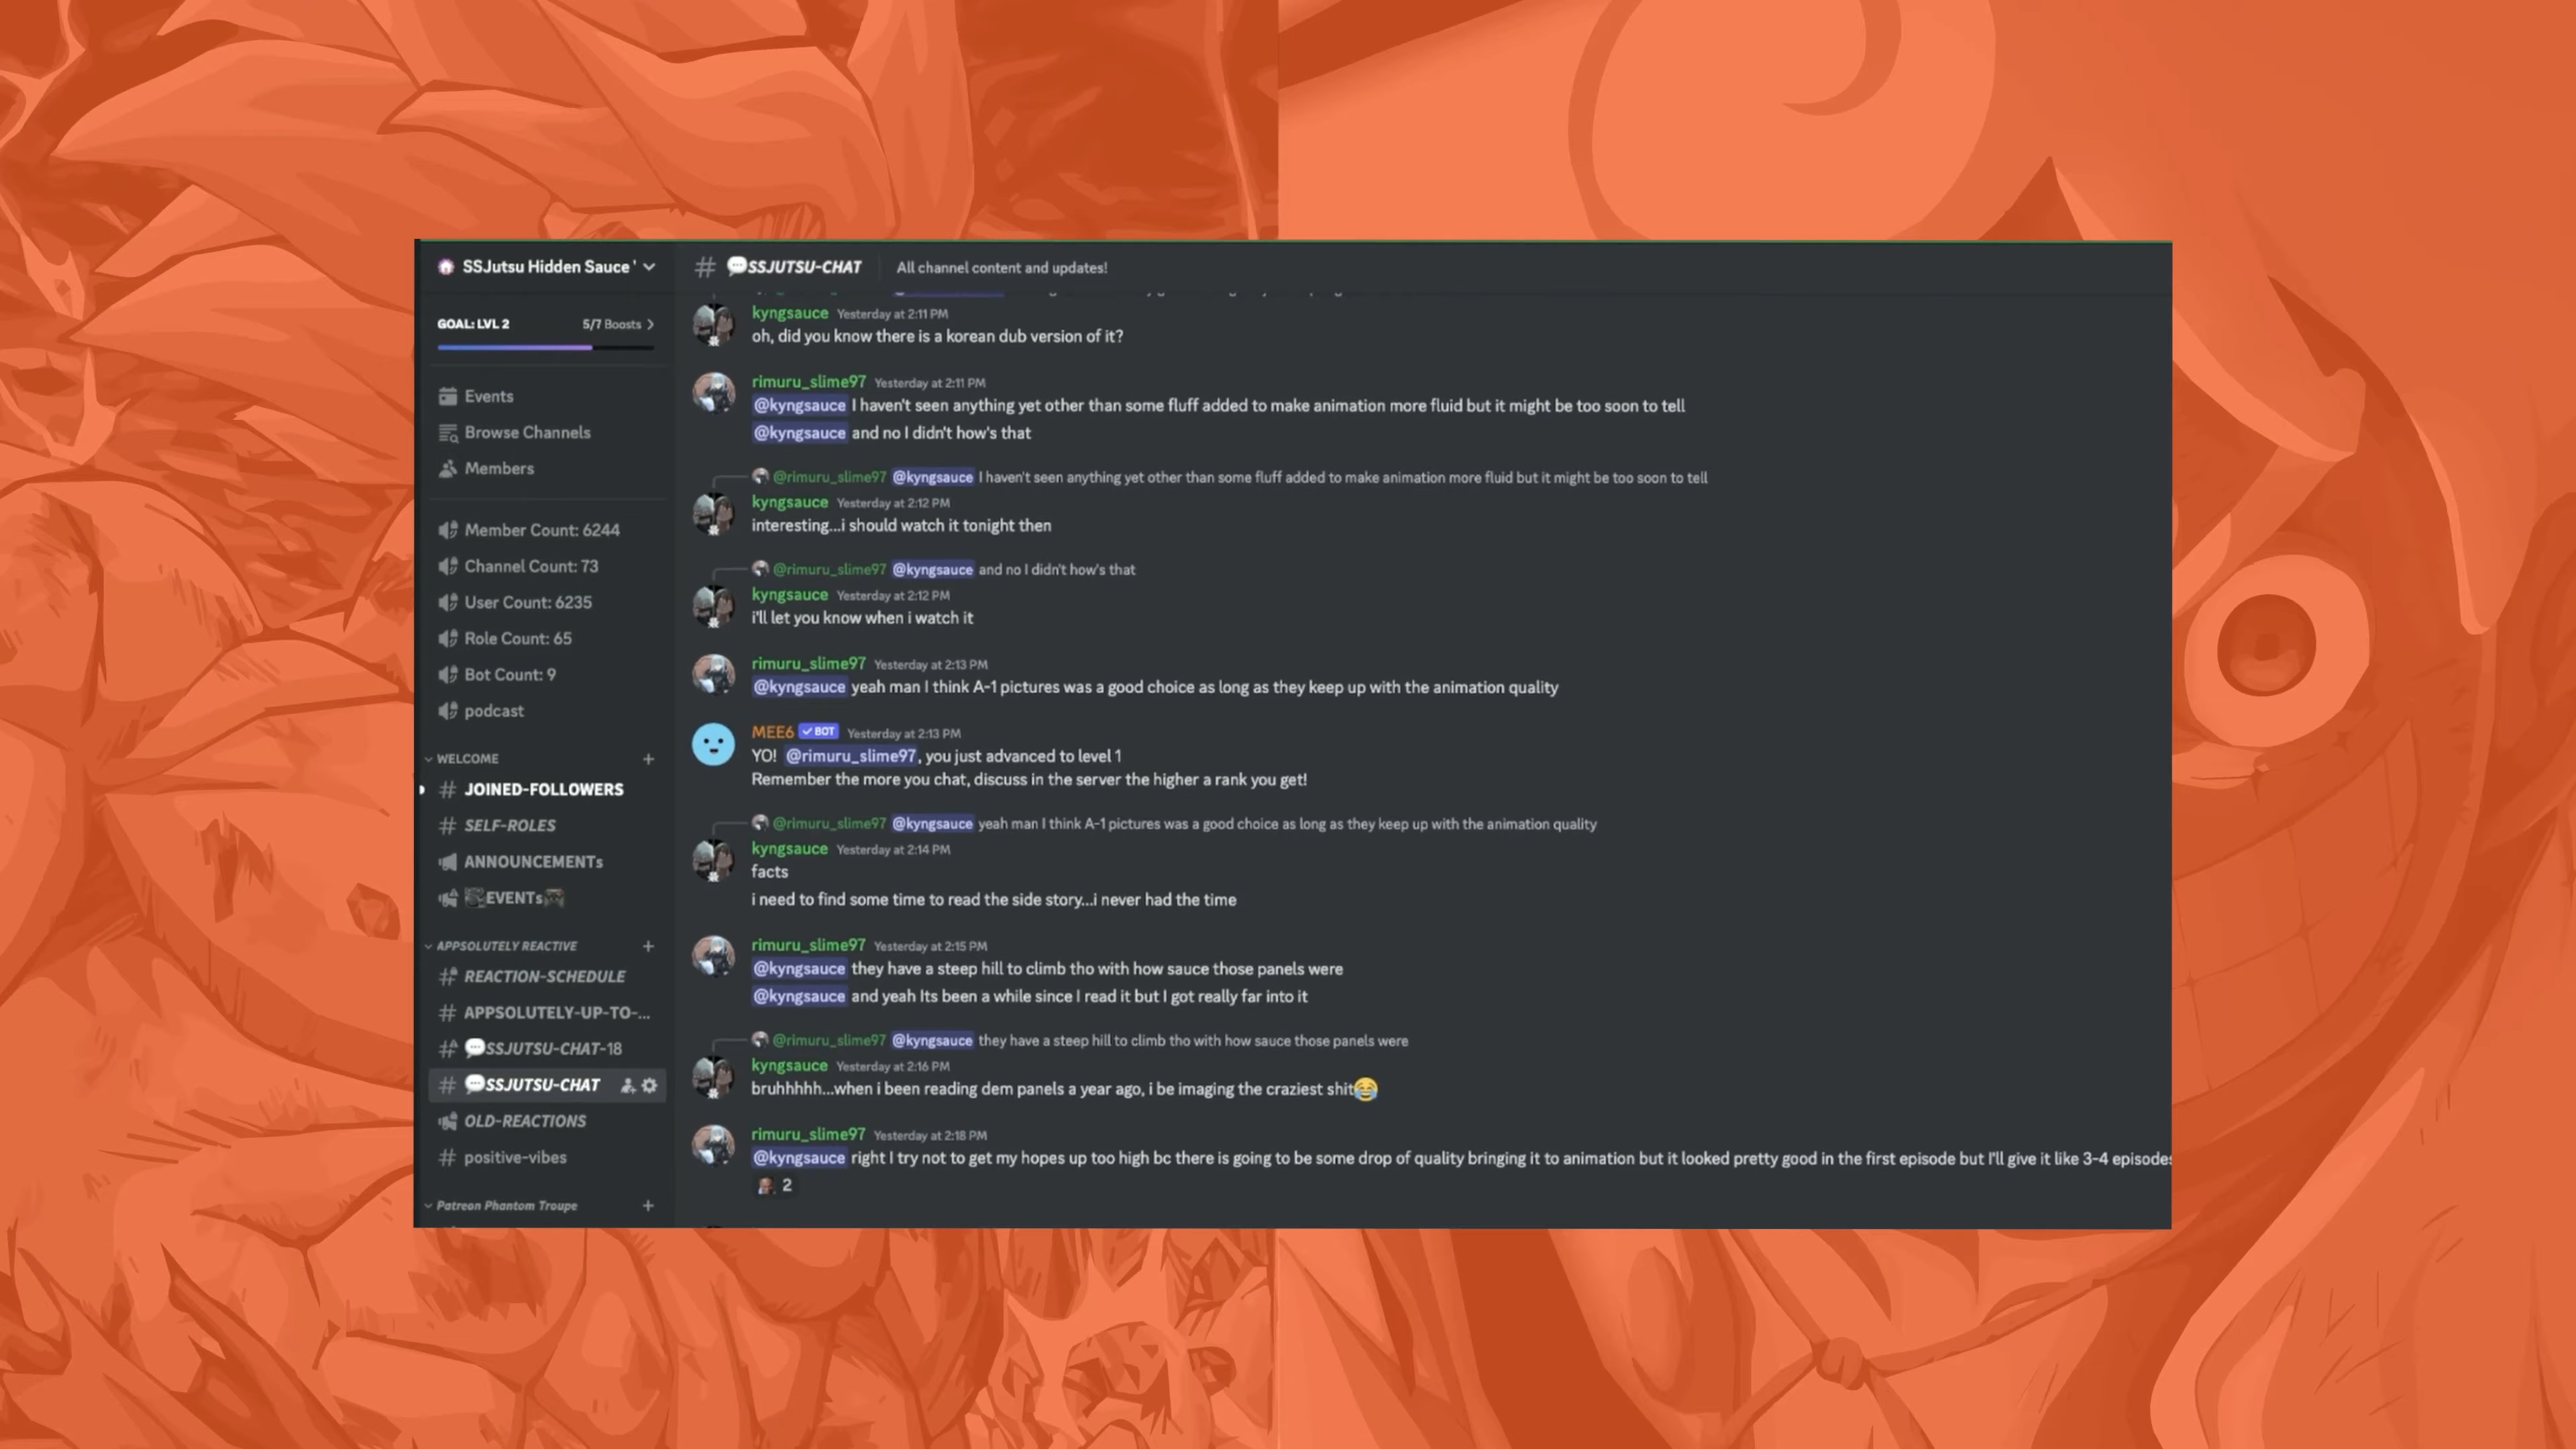 SSJutsu Hidden Sauce '
GOAL: LVL 2
5/7 Boosts
Events
Browse Channels
Members
Member Count: 6244
Channel Count: 73
User Count: 6235
Role Count: 65
Bot Count: 9
podcast
WELCOME
JOINED-FOLLOWERS
SELF-ROLES
ANNOUNCEMENTs
EVENTs
APPSOLUTELY REACTIVE
REACTION-SCHEDULE
APPSOLUTELY-UP-TO-...
💬SSJUTSU-CHAT-18
💬SSJUTSU-CHAT
OLD-REACTIONS
positive-vibes
Patreon Phantom Troupe
# 💬SSJUTSU-CHAT
All channel content and updates!
kyngsauce Yesterday at 2:11 PM
oh, did you know there is a korean dub version of it?
rimuru_slime97 Yesterday at 2:11 PM
@kyngsauce I haven't seen anything yet other than some fluff added to make animation more fluid but it might be too soon to tell
@kyngsauce and no I didn't how's that
@rimuru_slime97 @kyngsauce I haven't seen anything yet other than some fluff added to make animation more fluid but it might be too soon to tell
kyngsauce Yesterday at 2:12 PM
interesting...i should watch it tonight then
@rimuru_slime97 @kyngsauce and no I didn't how's that
kyngsauce Yesterday at 2:12 PM
i'll let you know when i watch it
rimuru_slime97 Yesterday at 2:13 PM
@kyngsauce yeah man I think A-1 pictures was a good choice as long as they keep up with the animation quality
MEE6 ✓ BOT Yesterday at 2:13 PM
YO! @rimuru_slime97, you just advanced to level 1
Remember the more you chat, discuss in the server the higher a rank you get!
@rimuru_slime97 @kyngsauce yeah man I think A-1 pictures was a good choice as long as they keep up with the animation quality
kyngsauce Yesterday at 2:14 PM
facts
i need to find some time to read the side story...i never had the time
rimuru_slime97 Yesterday at 2:15 PM
@kyngsauce they have a steep hill to climb tho with how sauce those panels were
@kyngsauce and yeah Its been a while since I read it but I got really far into it
@rimuru_slime97 @kyngsauce they have a steep hill to climb tho with how sauce those panels were
kyngsauce Yesterday at 2:16 PM
bruhhhhh...when i been reading dem panels a year ago, i be imaging the craziest shit😂
rimuru_slime97 Yesterday at 2:18 PM
@kyngsauce right I try not to get my hopes up too high bc there is going to be some drop of quality bringing it to animation but it looked pretty good in the first episode but I'll give it like 3-4 episodes
2